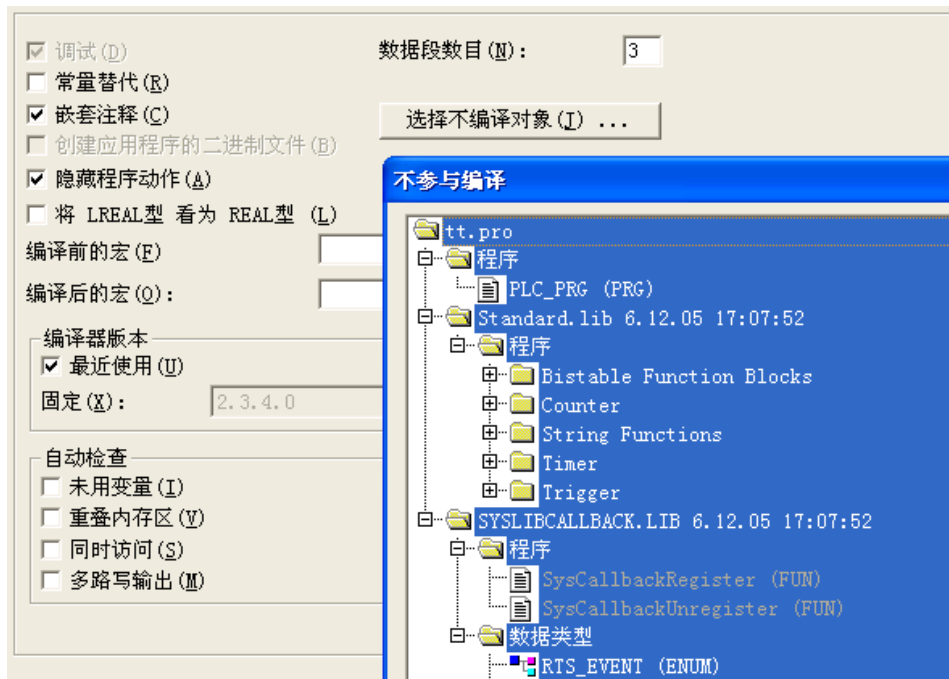 调试(D)
数据段数目(N): 3
常量替代(R)
嵌套注释(C)
选择不编译对象(J) ...
创建应用程序的二进制文件(B)
隐藏程序动作(A)
将 LREAL型 看为 REAL型 (L)
编译前的宏(F)
编译后的宏(O):
编译器版本
最近使用(U)
固定(X): 2.3.4.0
自动检查
未用变量(I)
重叠内存区(V)
同时访问(S)
多路写输出(M)
不参与编译
tt.pro
程序
PLC_PRG (PRG)
Standard.lib 6.12.05 17:07:52
程序
Bistable Function Blocks
Counter
String Functions
Timer
Trigger
SYSLIBCALLBACK.LIB 6.12.05 17:07:52
程序
SysCallbackRegister (FUN)
SysCallbackUnregister (FUN)
数据类型
RTS_EVENT (ENUM)